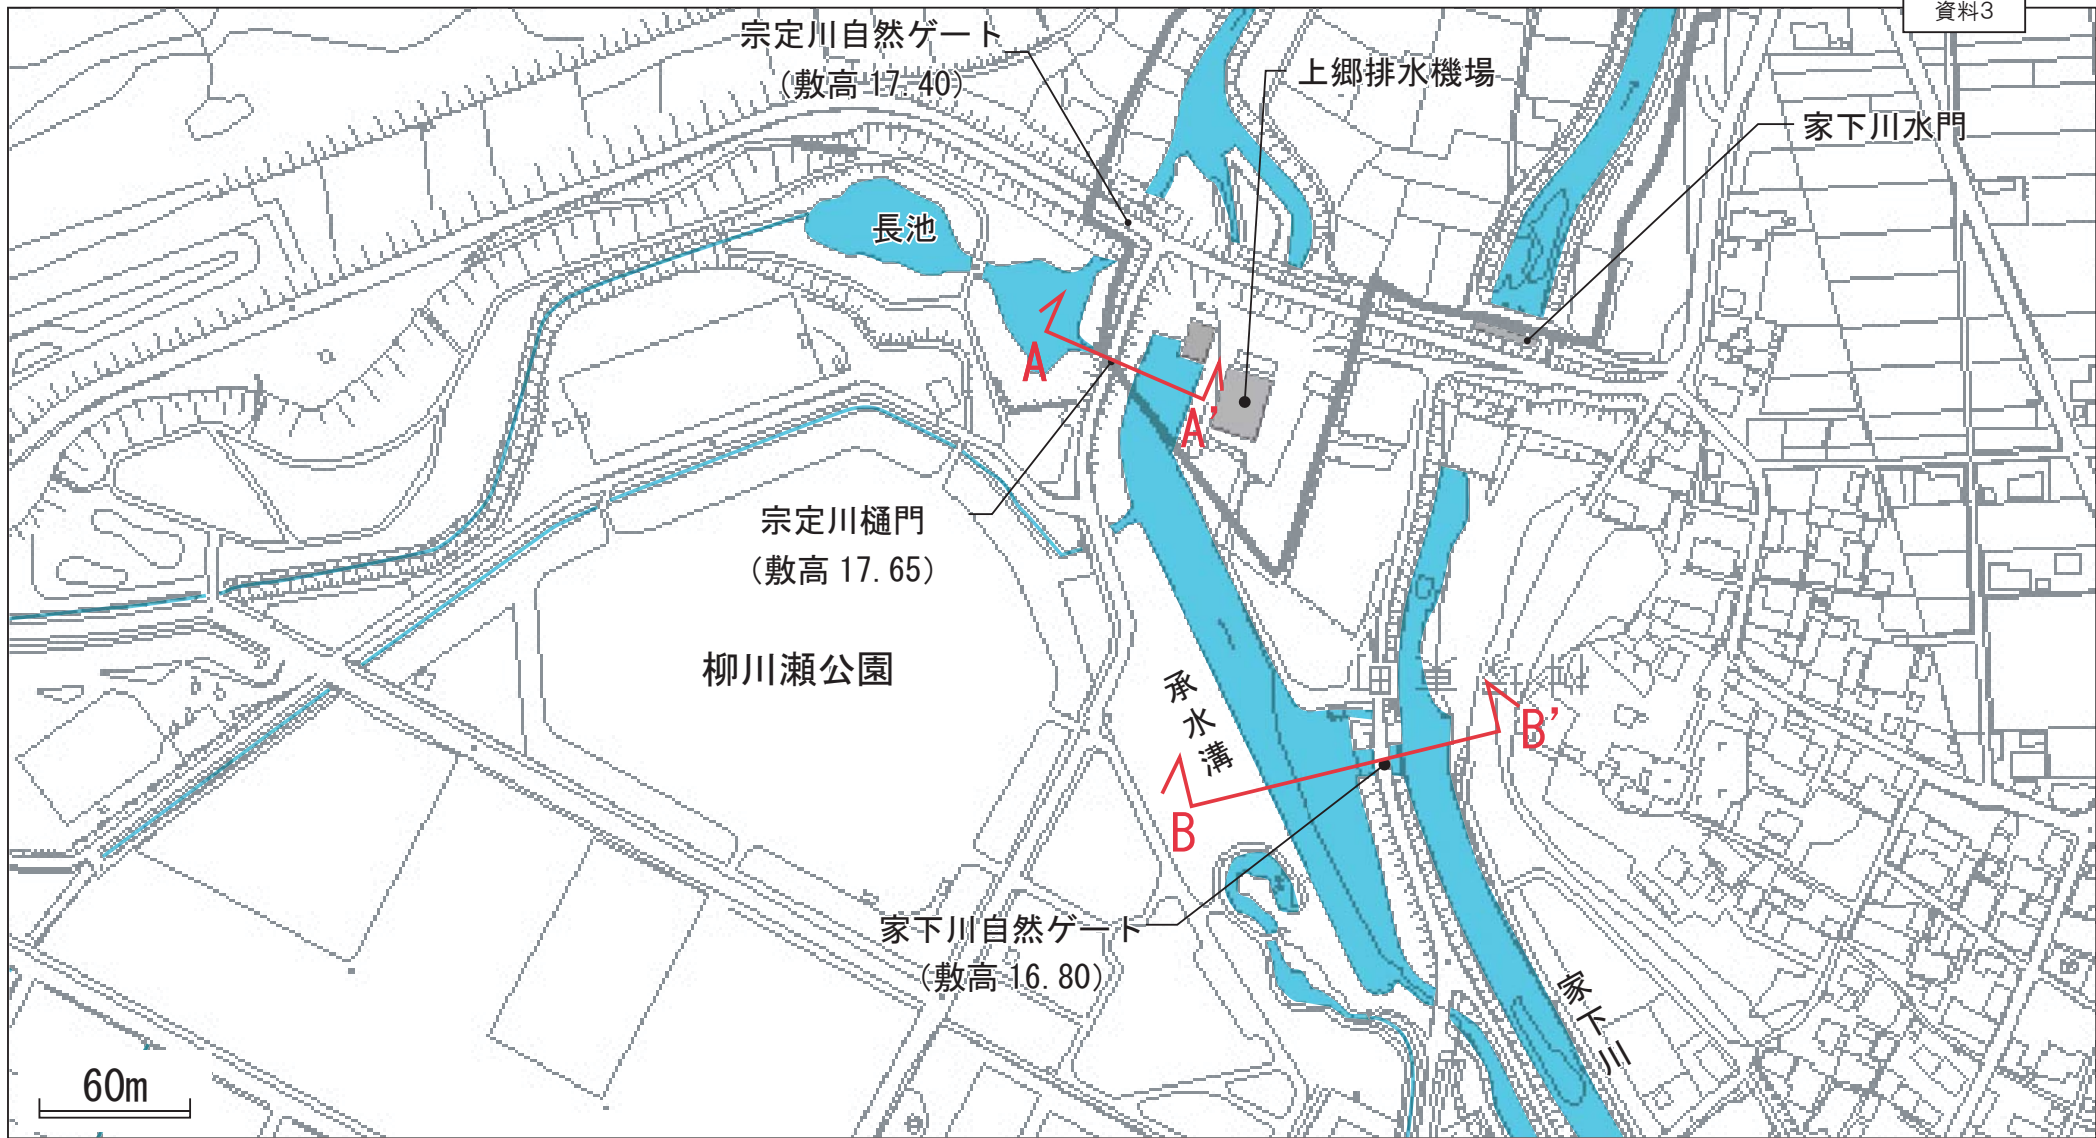 資料3
宗定川自然ゲート
(敷高 17.40)
上郷排水機場
家下川水門
長池
A
A'
宗定川樋門
(敷高 17.65)
柳川瀬公園
承水溝
B
B'
家下川自然ゲート
(敷高 16.80)
家下川
60m